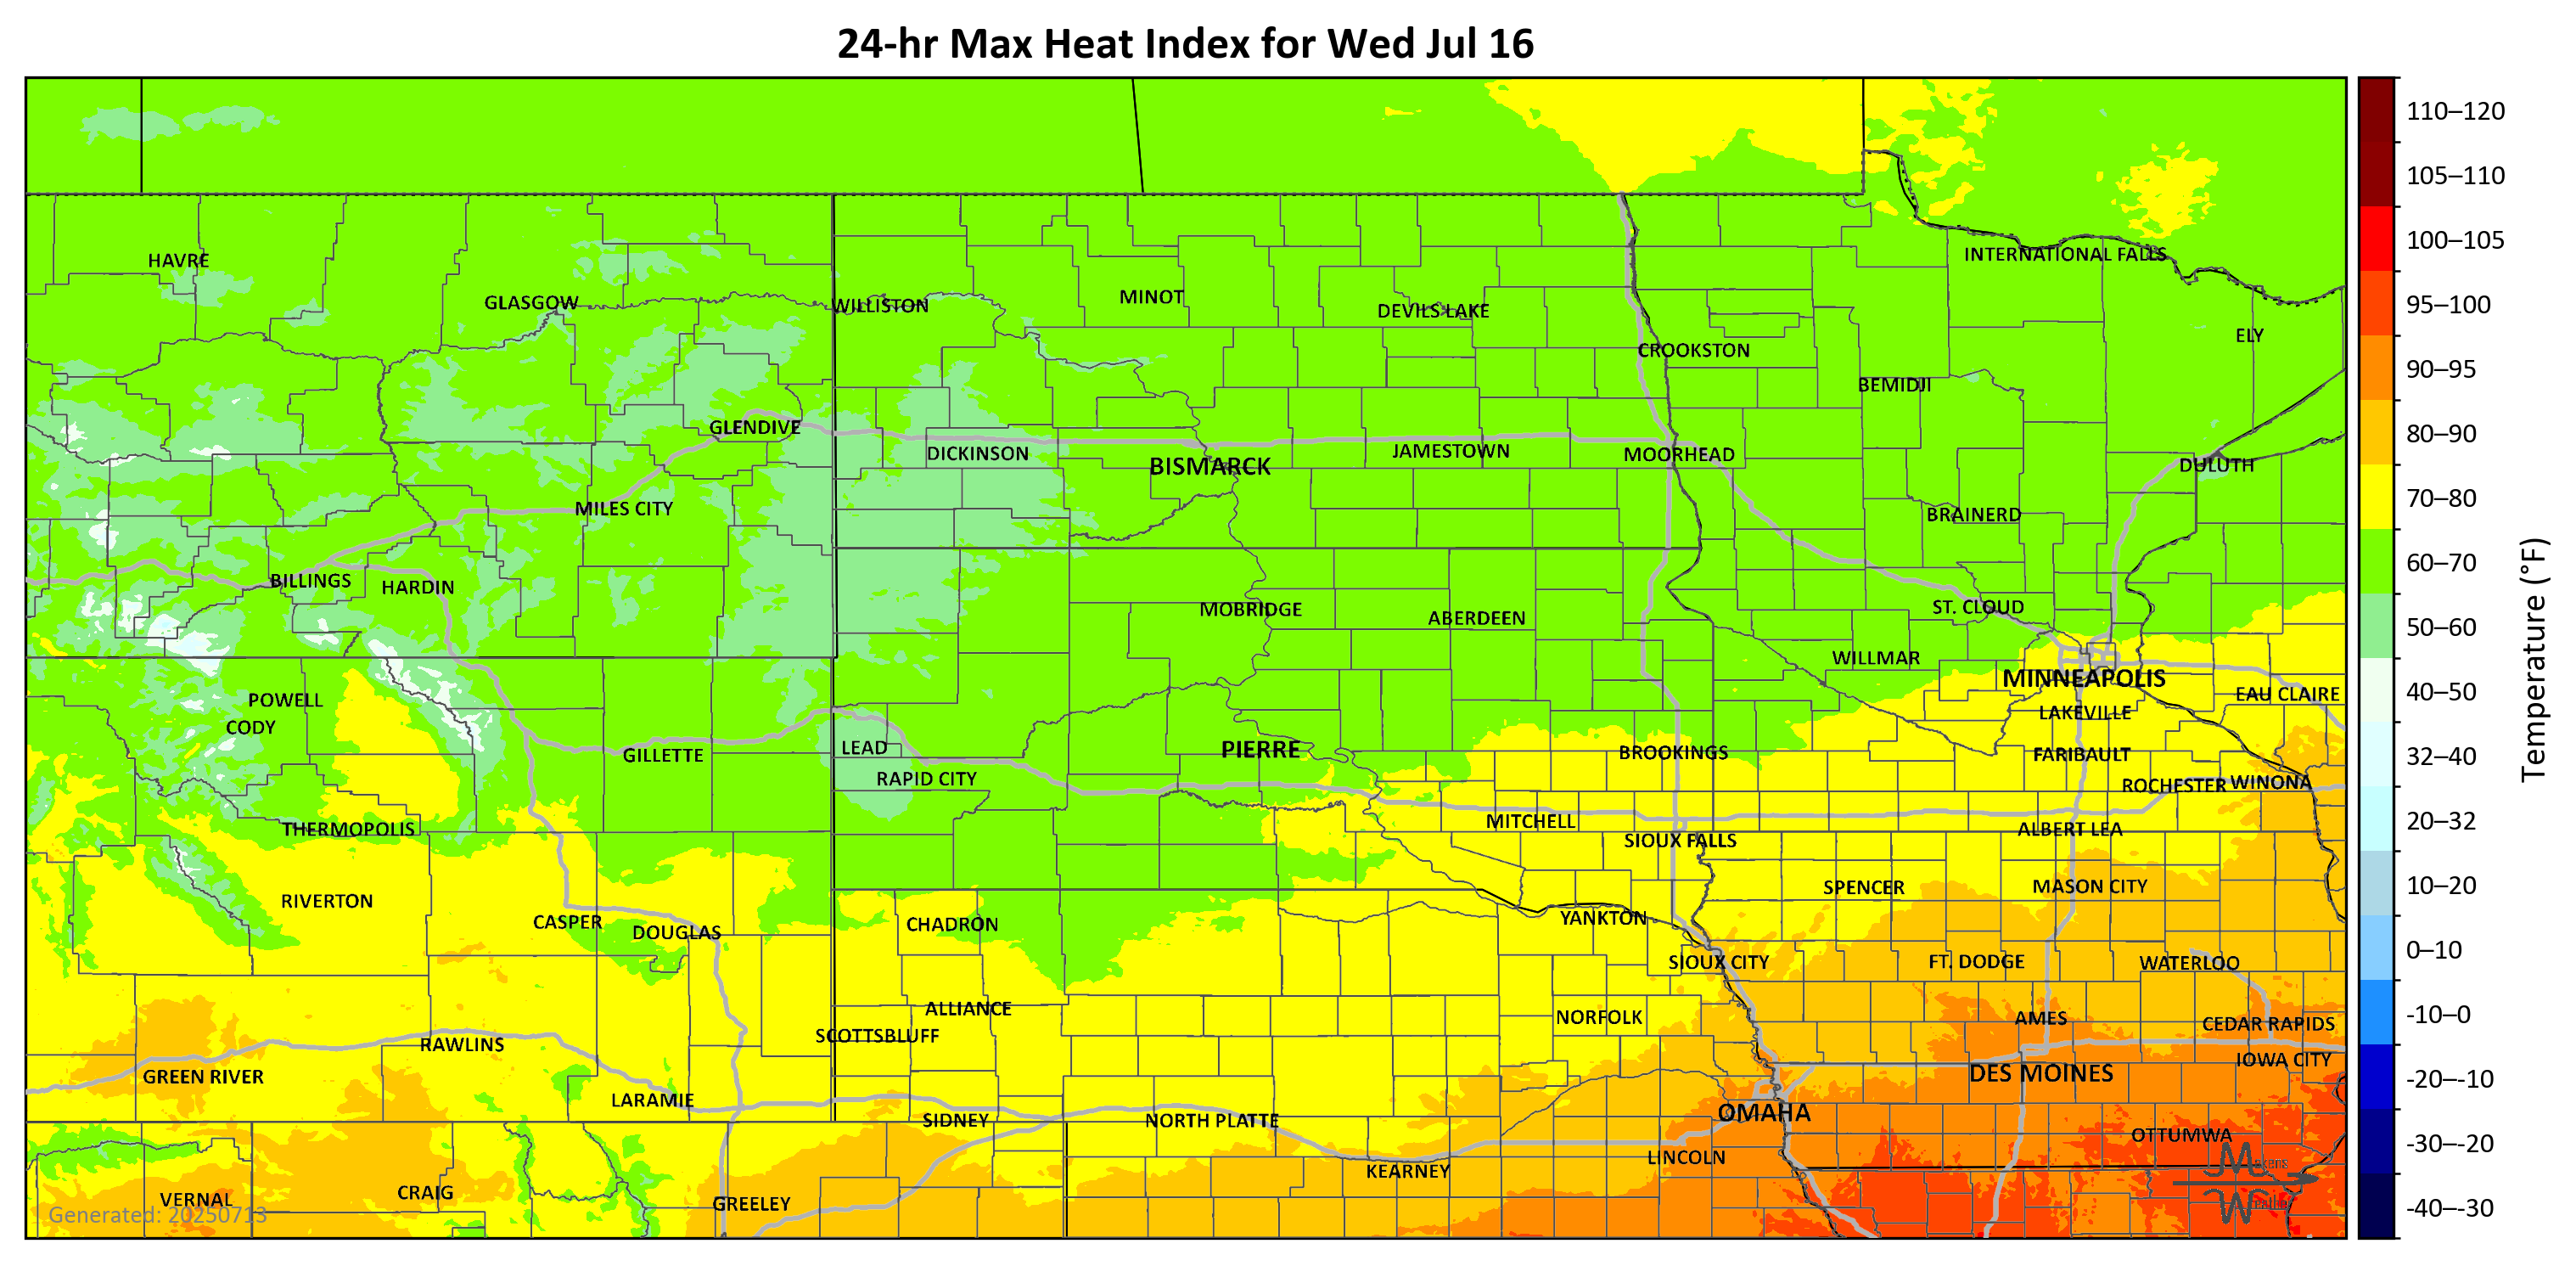 24-hr Max Heat Index for Wed Jul 16
HAVRE
GLASGOW
WILLISTON
MINOT
DEVILS LAKE
INTERNATIONAL FALLS
CROOKSTON
ELY
BEMIDJI
GLENDIVE
DICKINSON
BISMARCK
JAMESTOWN
MOORHEAD
DULUTH
MILES CITY
BRAINERD
BILLINGS
HARDIN
MOBRIDGE
ABERDEEN
ST. CLOUD
WILLMAR
MINNEAPOLIS
EAU CLAIRE
POWELL
CODY
LAKEVILLE
GILLETTE
LEAD
PIERRE
BROOKINGS
FARIBAULT
RAPID CITY
ROCHESTER
WINONA
THERMOPOLIS
MITCHELL
SIOUX FALLS
ALBERT LEA
RIVERTON
SPENCER
MASON CITY
CASPER
DOUGLAS
CHADRON
YANKTON
SIOUX CITY
FT. DODGE
WATERLOO
ALLIANCE
SCOTTSBLUFF
NORFOLK
AMES
CEDAR RAPIDS
RAWLINS
IOWA CITY
GREEN RIVER
DES MOINES
LARAMIE
SIDNEY
NORTH PLATTE
OMAHA
OTTUMWA
LINCOLN
KEARNEY
VERNAL
CRAIG
GREELEY
Generated: 20250713
110–120
105–110
100–105
95–100
90–95
80–90
70–80
60–70
50–60
40–50
32–40
20–32
10–20
0–10
-10–0
-20–-10
-30–-20
-40–-30
Temperature (°F)